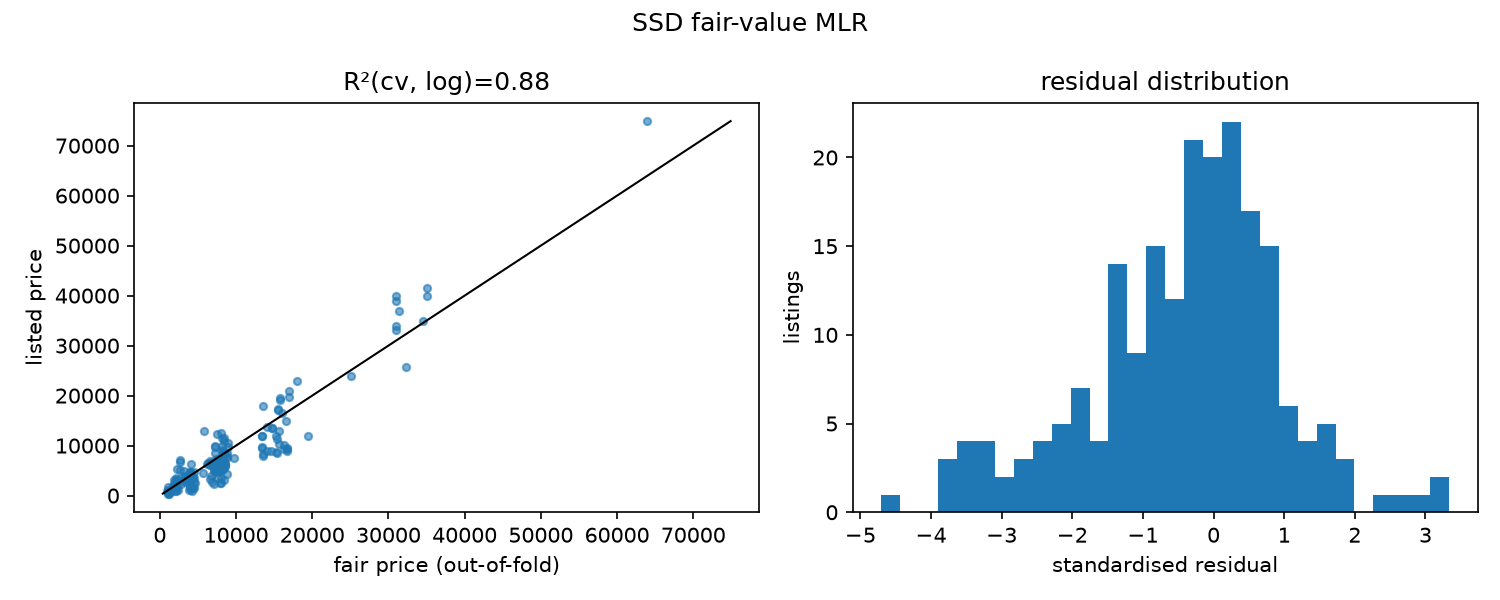 SSD fair-value MLR
R²(cv, log)=0.88
listed price
70000
60000
50000
40000
30000
20000
10000
0
0 10000 20000 30000 40000 50000 60000 70000
fair price (out-of-fold)
residual distribution
listings
20
15
10
5
0
−5 −4 −3 −2 −1 0 1 2 3
standardised residual